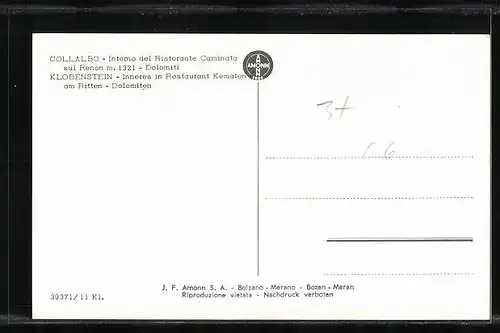 COLLALBO - Interno del Ristorante Caminata
sul Renon m. 1321 - Dolomiti
KLOBENSTEIN - Inneres in Restaurant Kematen
am Ritten - Dolomiten
AMONN
3+
J. F. Amonn S. A. - Bolzano - Merano - Bozen - Meran
Riproduzione vietata - Nachdruck verboten
39371/11 Kl.